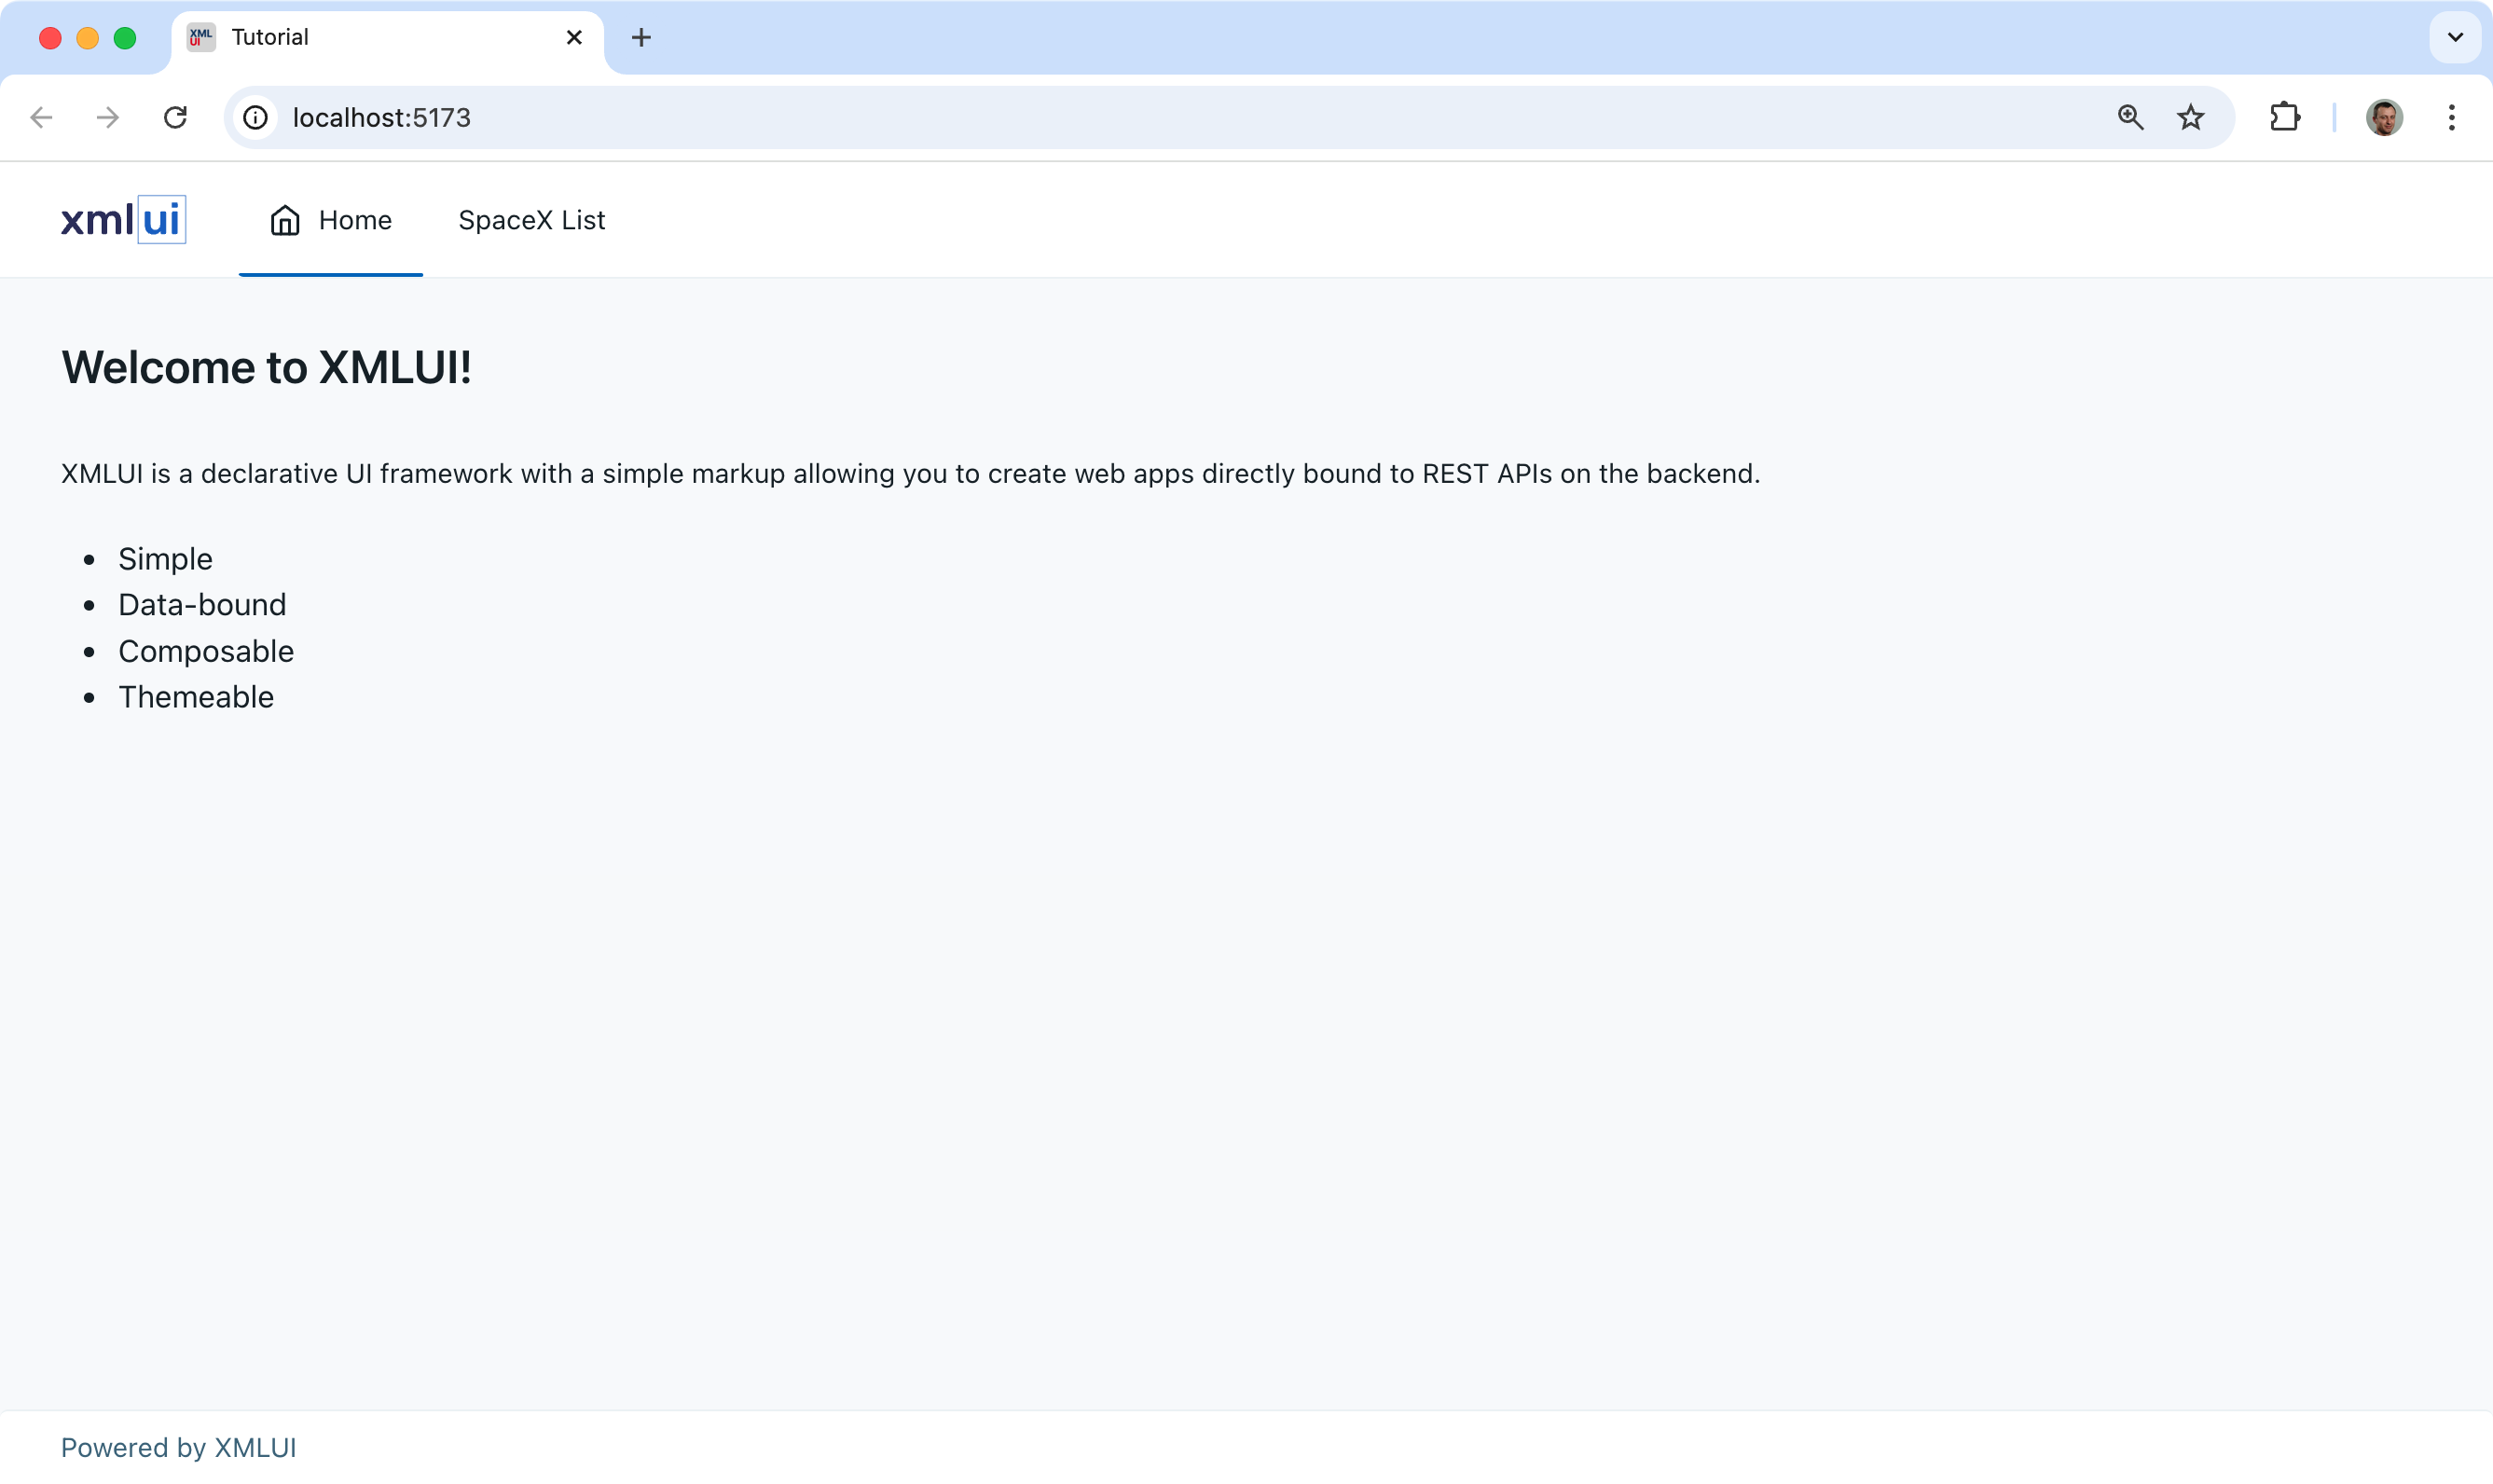 XML
UI
Tutorial
localhost:5173
xmlui
Home
SpaceX List
Welcome to XMLUI!
XMLUI is a declarative UI framework with a simple markup allowing you to create web apps directly bound to REST APIs on the backend.
Simple
Data-bound
Composable
Themeable
Powered by XMLUI